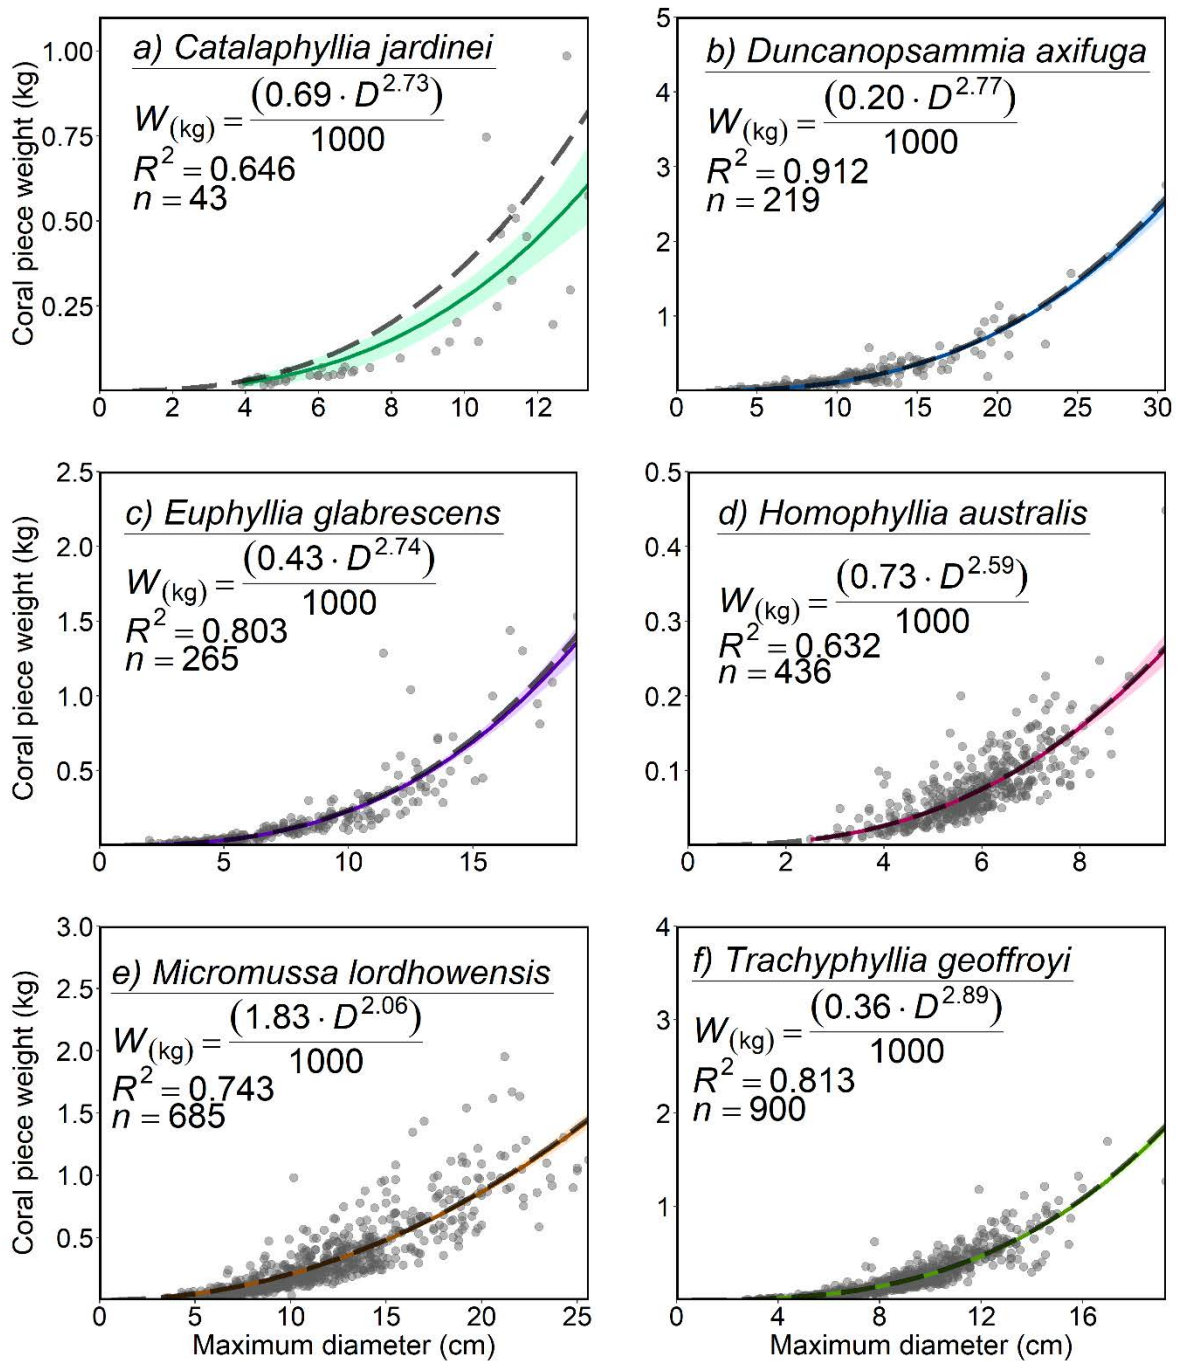 a) Catalaphyllia jardinei
W(kg) = (0.69 · D^2.73) / 1000
R² = 0.646
n = 43
Coral piece weight (kg)
1.00
0.75
0.50
0.25
0 2 4 6 8 10 12
b) Duncanopsammia axifuga
W(kg) = (0.20 · D^2.77) / 1000
R² = 0.912
n = 219
5
4
3
2
1
0 5 10 15 20 25 30
c) Euphyllia glabrescens
W(kg) = (0.43 · D^2.74) / 1000
R² = 0.803
n = 265
Coral piece weight (kg)
2.5
2.0
1.5
1.0
0.5
0 5 10 15
d) Homophyllia australis
W(kg) = (0.73 · D^2.59) / 1000
R² = 0.632
n = 436
0.5
0.4
0.3
0.2
0.1
0 2 4 6 8
e) Micromussa lordhowensis
W(kg) = (1.83 · D^2.06) / 1000
R² = 0.743
n = 685
Coral piece weight (kg)
3.0
2.5
2.0
1.5
1.0
0.5
0 5 10 15 20 25
Maximum diameter (cm)
f) Trachyphyllia geoffroyi
W(kg) = (0.36 · D^2.89) / 1000
R² = 0.813
n = 900
4
3
2
1
0 4 8 12 16
Maximum diameter (cm)